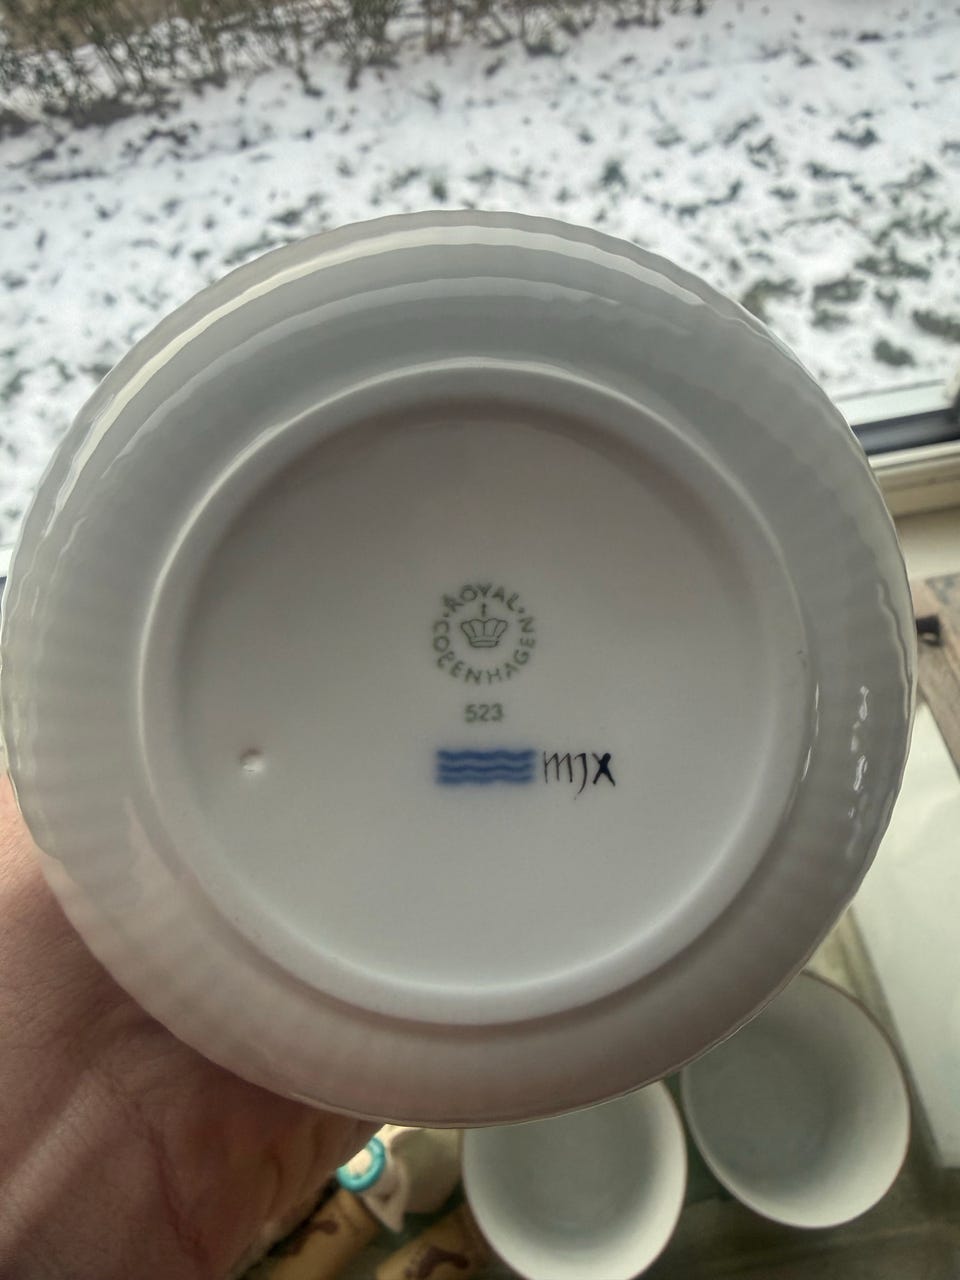 ROYAL
COPENHAGEN
523
mjx